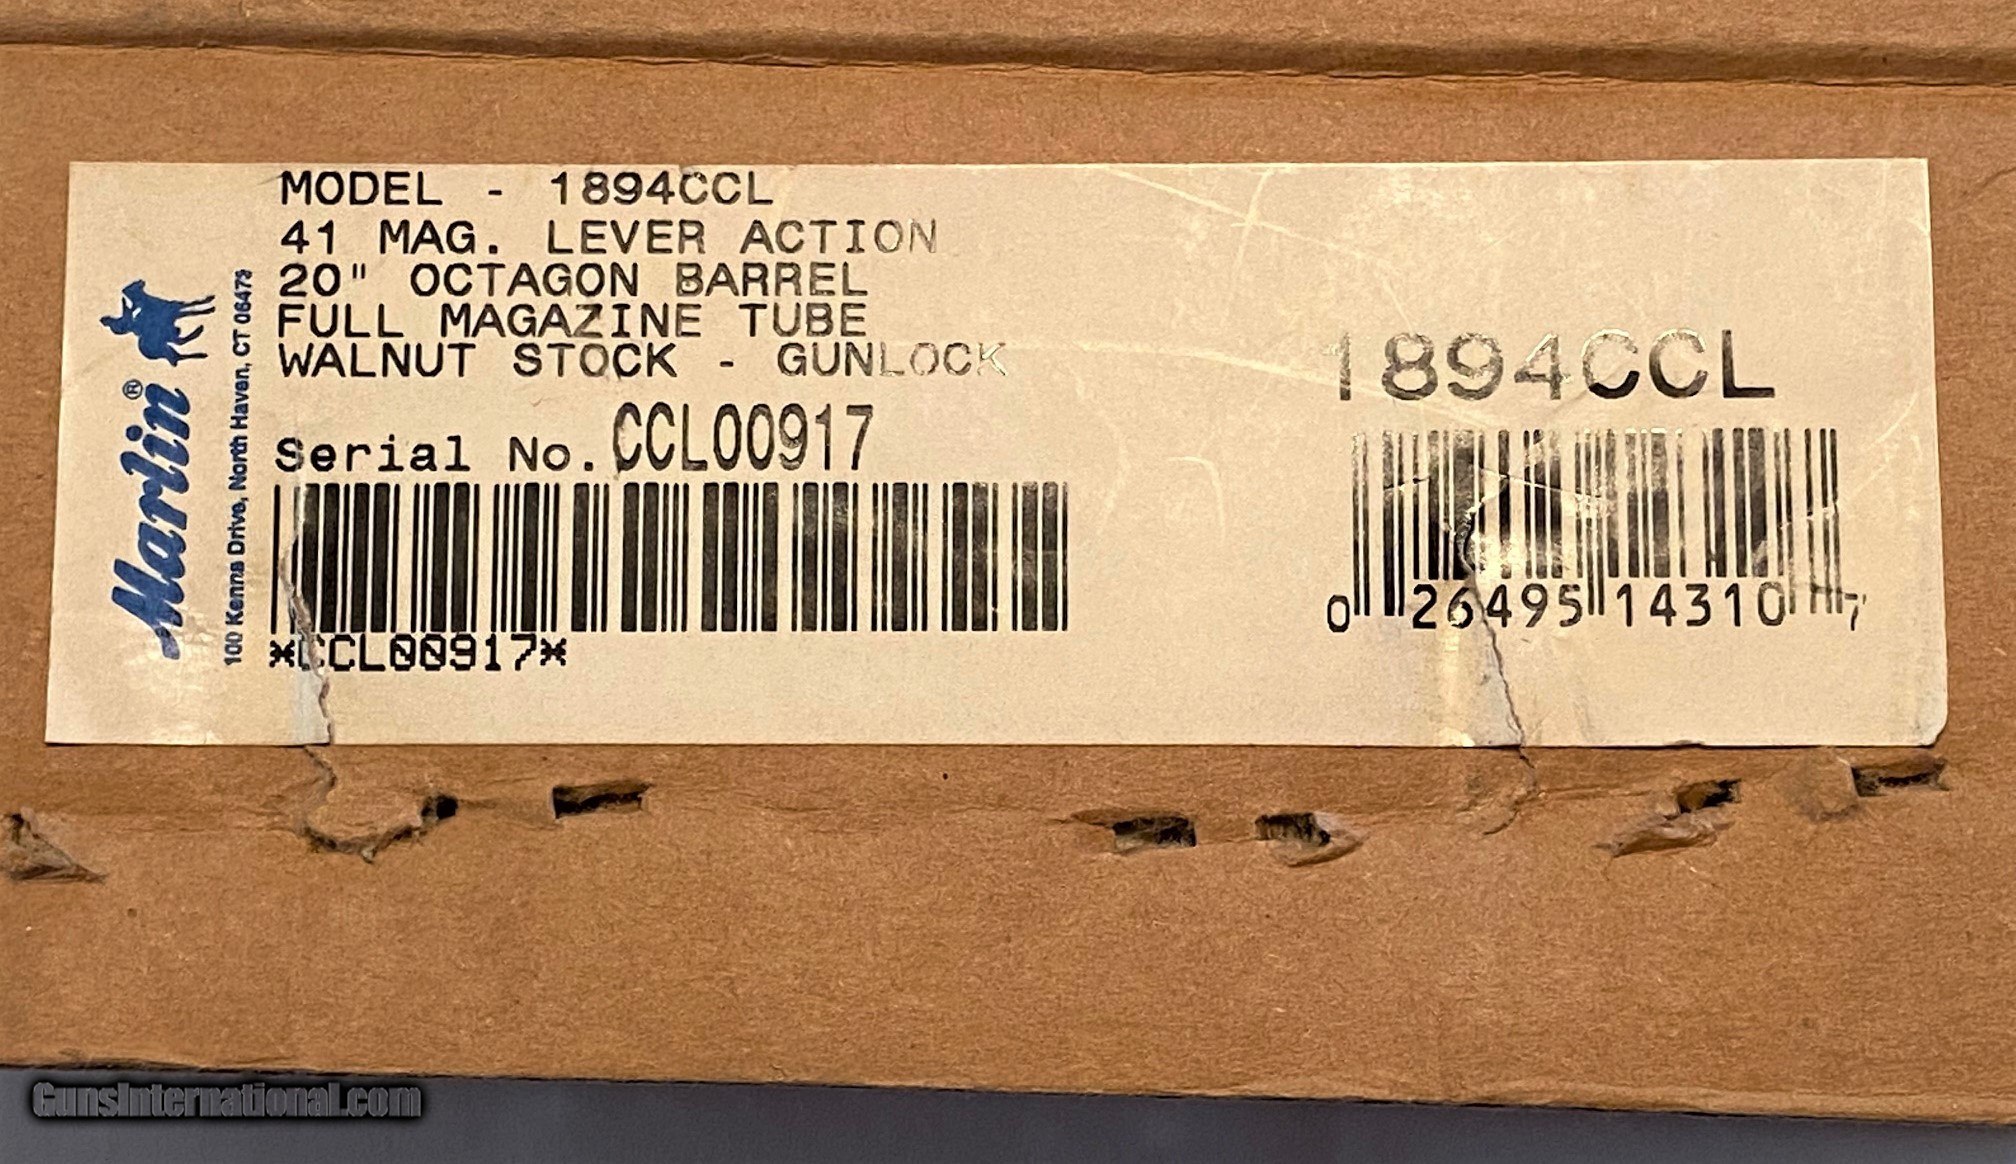 MODEL - 1894CCL
41 MAG. LEVER ACTION
20" OCTAGON BARREL
FULL MAGAZINE TUBE
WALNUT STOCK - GUNLOCK
Serial No. CCL00917
*CCL00917*
Marlin®
100 Kenna Drive, North Haven, CT 06473
1894CCL
0 26495 14310 7
GunsInternational.com